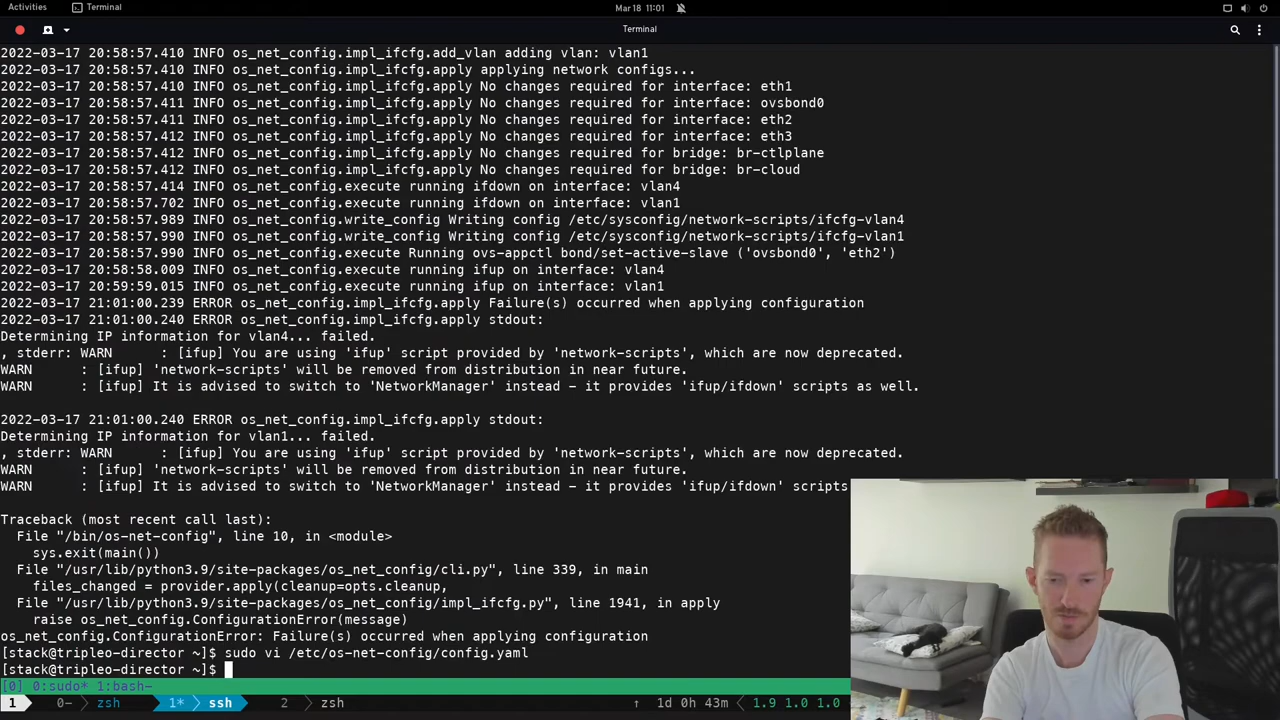 Activities
Terminal
Mar 18 11:01
Terminal
2022-03-17 20:58:57.410 INFO os_net_config.impl_ifcfg.add_vlan adding vlan: vlan1
2022-03-17 20:58:57.410 INFO os_net_config.impl_ifcfg.apply applying network configs...
2022-03-17 20:58:57.410 INFO os_net_config.impl_ifcfg.apply No changes required for interface: eth1
2022-03-17 20:58:57.411 INFO os_net_config.impl_ifcfg.apply No changes required for interface: ovsbond0
2022-03-17 20:58:57.411 INFO os_net_config.impl_ifcfg.apply No changes required for interface: eth2
2022-03-17 20:58:57.412 INFO os_net_config.impl_ifcfg.apply No changes required for interface: eth3
2022-03-17 20:58:57.412 INFO os_net_config.impl_ifcfg.apply No changes required for bridge: br-ctlplane
2022-03-17 20:58:57.412 INFO os_net_config.impl_ifcfg.apply No changes required for bridge: br-cloud
2022-03-17 20:58:57.414 INFO os_net_config.execute running ifdown on interface: vlan4
2022-03-17 20:58:57.702 INFO os_net_config.execute running ifdown on interface: vlan1
2022-03-17 20:58:57.989 INFO os_net_config.write_config Writing config /etc/sysconfig/network-scripts/ifcfg-vlan4
2022-03-17 20:58:57.990 INFO os_net_config.write_config Writing config /etc/sysconfig/network-scripts/ifcfg-vlan1
2022-03-17 20:58:57.990 INFO os_net_config.execute Running ovs-appctl bond/set-active-slave ('ovsbond0', 'eth2')
2022-03-17 20:58:58.009 INFO os_net_config.execute running ifup on interface: vlan4
2022-03-17 20:59:59.015 INFO os_net_config.execute running ifup on interface: vlan1
2022-03-17 21:01:00.239 ERROR os_net_config.impl_ifcfg.apply Failure(s) occurred when applying configuration
2022-03-17 21:01:00.240 ERROR os_net_config.impl_ifcfg.apply stdout:
Determining IP information for vlan4... failed.
, stderr: WARN      : [ifup] You are using 'ifup' script provided by 'network-scripts', which are now deprecated.
WARN      : [ifup] 'network-scripts' will be removed from distribution in near future.
WARN      : [ifup] It is advised to switch to 'NetworkManager' instead - it provides 'ifup/ifdown' scripts as well.
2022-03-17 21:01:00.240 ERROR os_net_config.impl_ifcfg.apply stdout:
Determining IP information for vlan1... failed.
, stderr: WARN      : [ifup] You are using 'ifup' script provided by 'network-scripts', which are now deprecated.
WARN      : [ifup] 'network-scripts' will be removed from distribution in near future.
WARN      : [ifup] It is advised to switch to 'NetworkManager' instead - it provides 'ifup/ifdown' scripts
Traceback (most recent call last):
  File "/bin/os-net-config", line 10, in <module>
    sys.exit(main())
  File "/usr/lib/python3.9/site-packages/os_net_config/cli.py", line 339, in main
    files_changed = provider.apply(cleanup=opts.cleanup,
  File "/usr/lib/python3.9/site-packages/os_net_config/impl_ifcfg.py", line 1941, in apply
    raise os_net_config.ConfigurationError(message)
os_net_config.ConfigurationError: Failure(s) occurred when applying configuration
[stack@tripleo-director ~]$ sudo vi /etc/os-net-config/config.yaml
[stack@tripleo-director ~]$
[0] 0:sudo* 1:bash-
1 0- zsh 1* ssh 2 zsh ↑ 1d 0h 43m 1.9 1.0 1.0